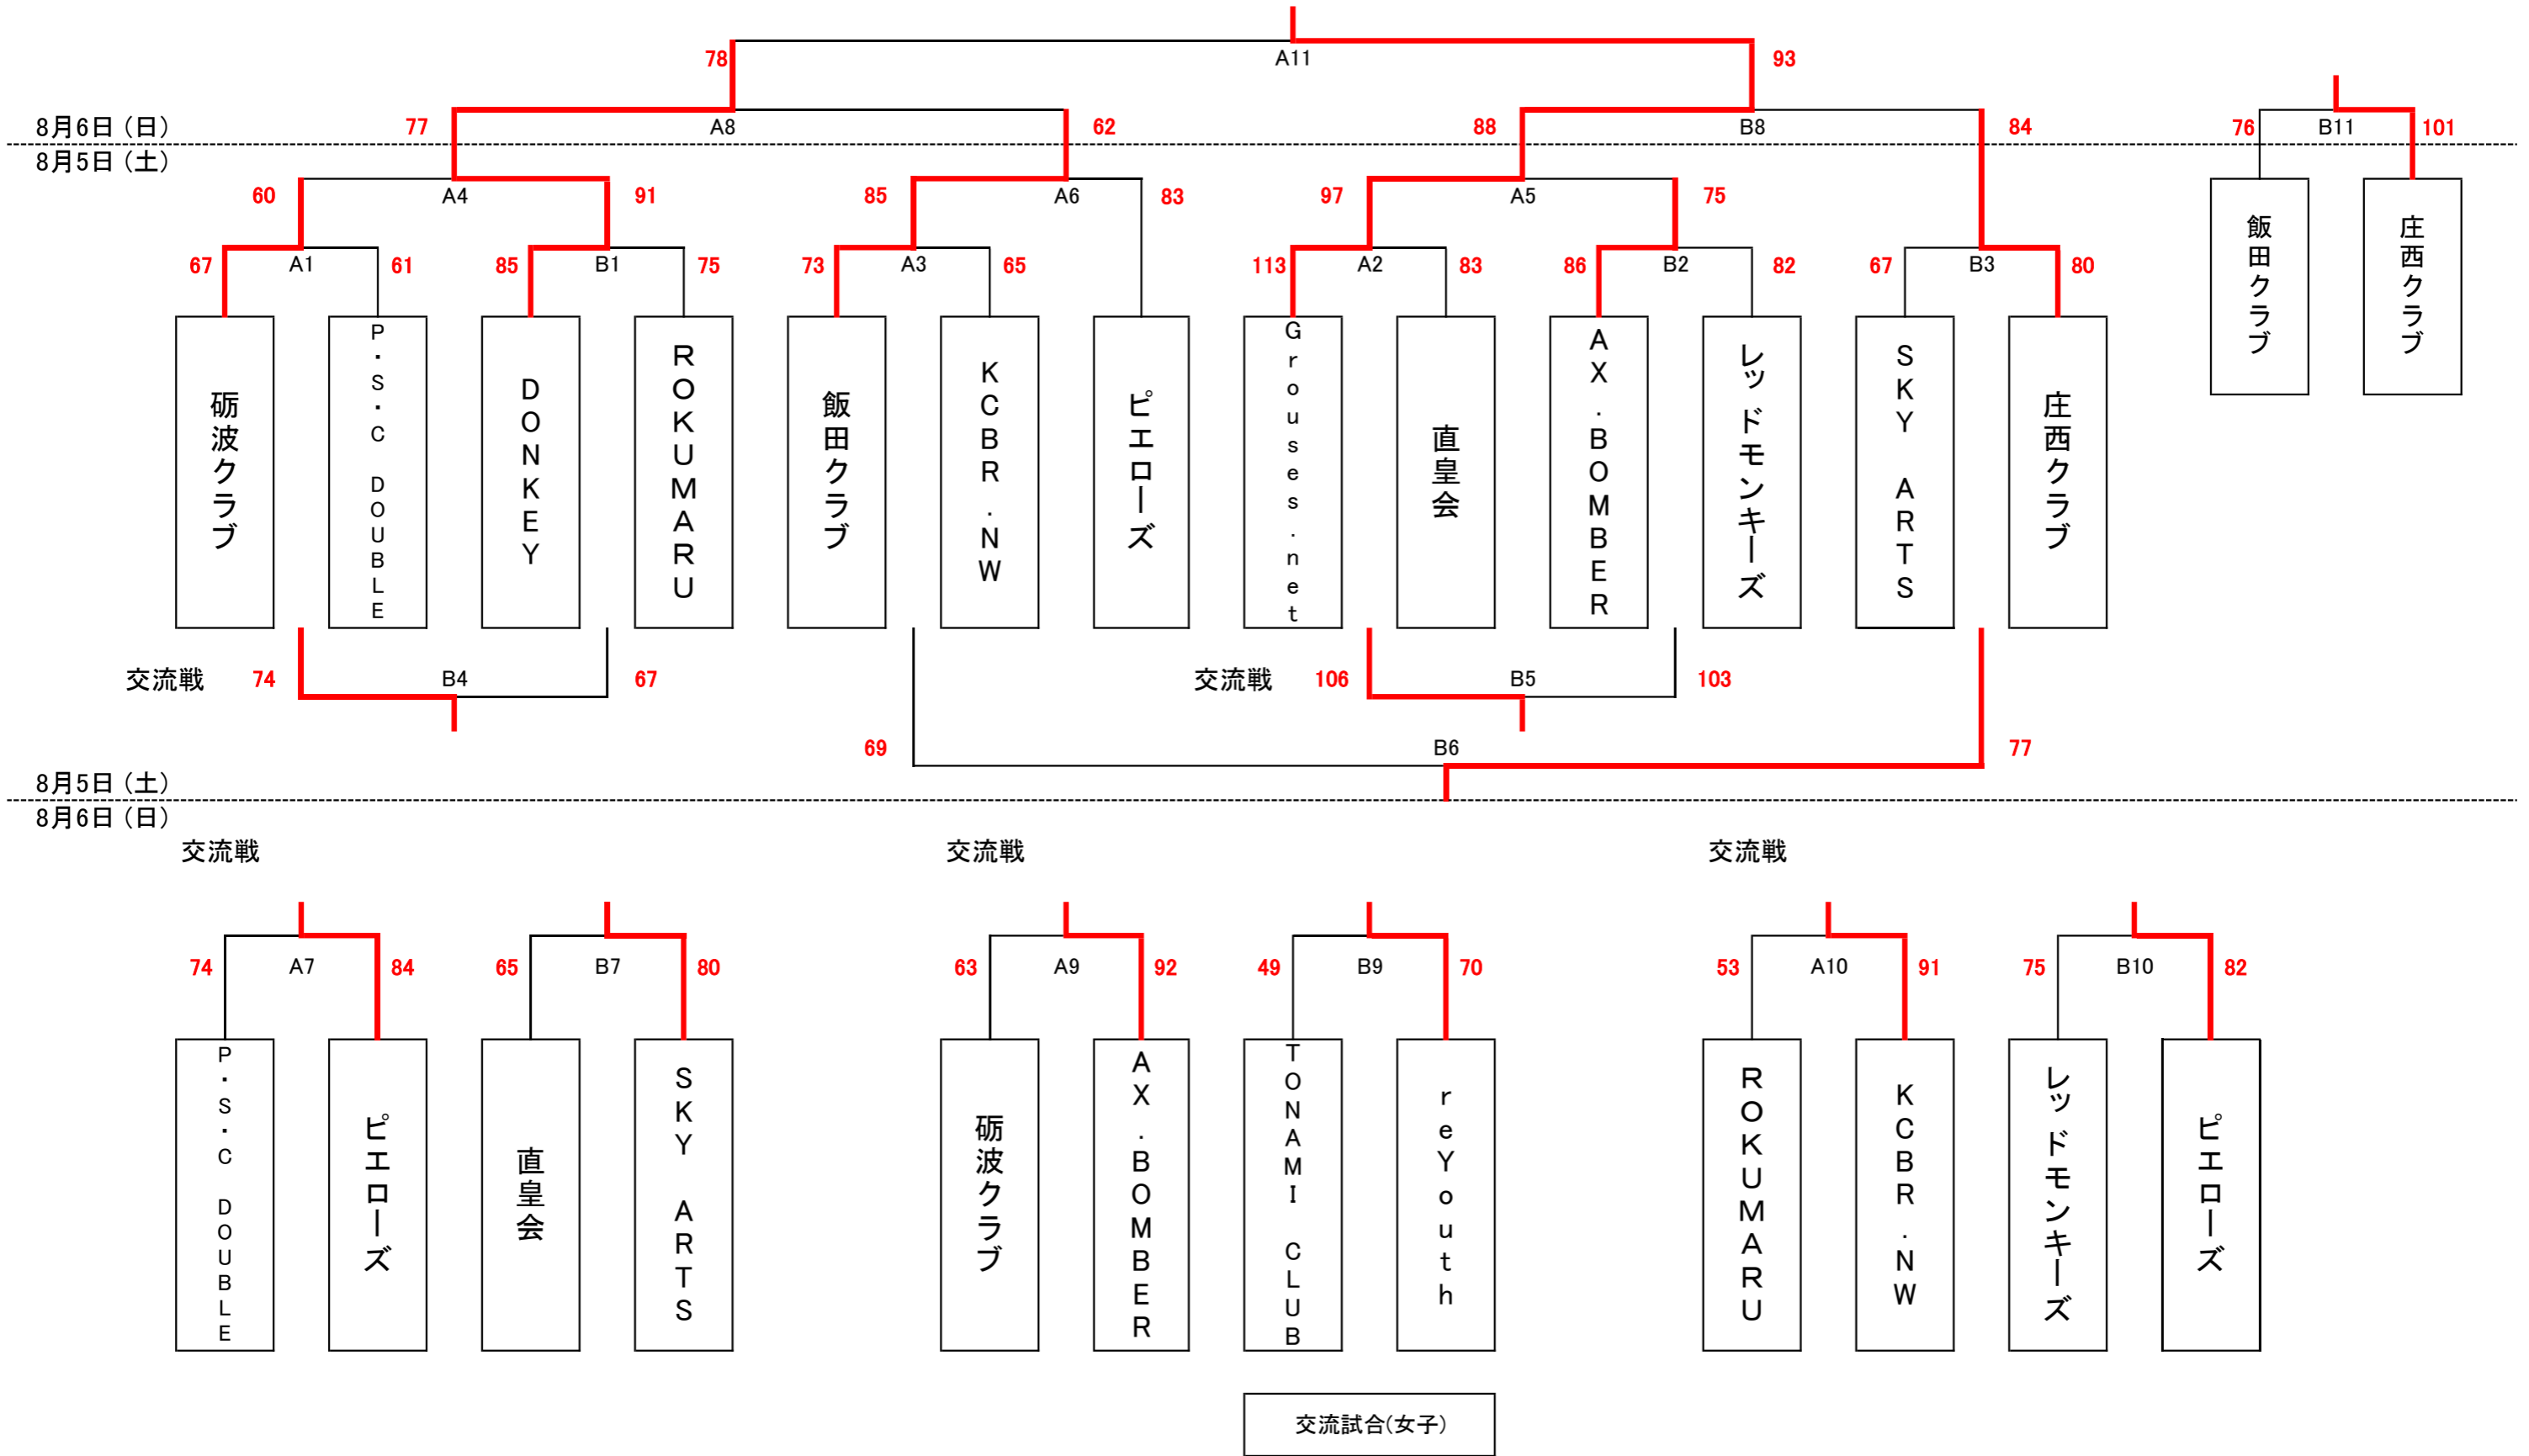 A11
78
93
8月6日（日）
77
A8
62
88
B8
84
76
B11
101
8月5日（土）
60
A4
91
85
A6
83
97
A5
75
67
A1
61
85
B1
75
73
A3
65
113
A2
83
86
B2
82
67
B3
80
飯田クラブ
庄西クラブ
砺波クラブ
P・S・C DOUBLE
DONKEY
ROKUMARU
飯田クラブ
KCBR.NW
ピエローズ
Grouses.net
直皇会
AX.BOMBER
レッドモンキーズ
SKY ARTS
庄西クラブ
交流戦
74
B4
67
交流戦
106
B5
103
69
B6
77
8月5日（土）
8月6日（日）
交流戦
交流戦
交流戦
74
A7
84
65
B7
80
63
A9
92
49
B9
70
53
A10
91
75
B10
82
P・S・C DOUBLE
ピエローズ
直皇会
SKY ARTS
砺波クラブ
AX.BOMBER
TONAMI CLUB
reYouth
ROKUMARU
KCBR.NW
レッドモンキーズ
ピエローズ
交流試合(女子)